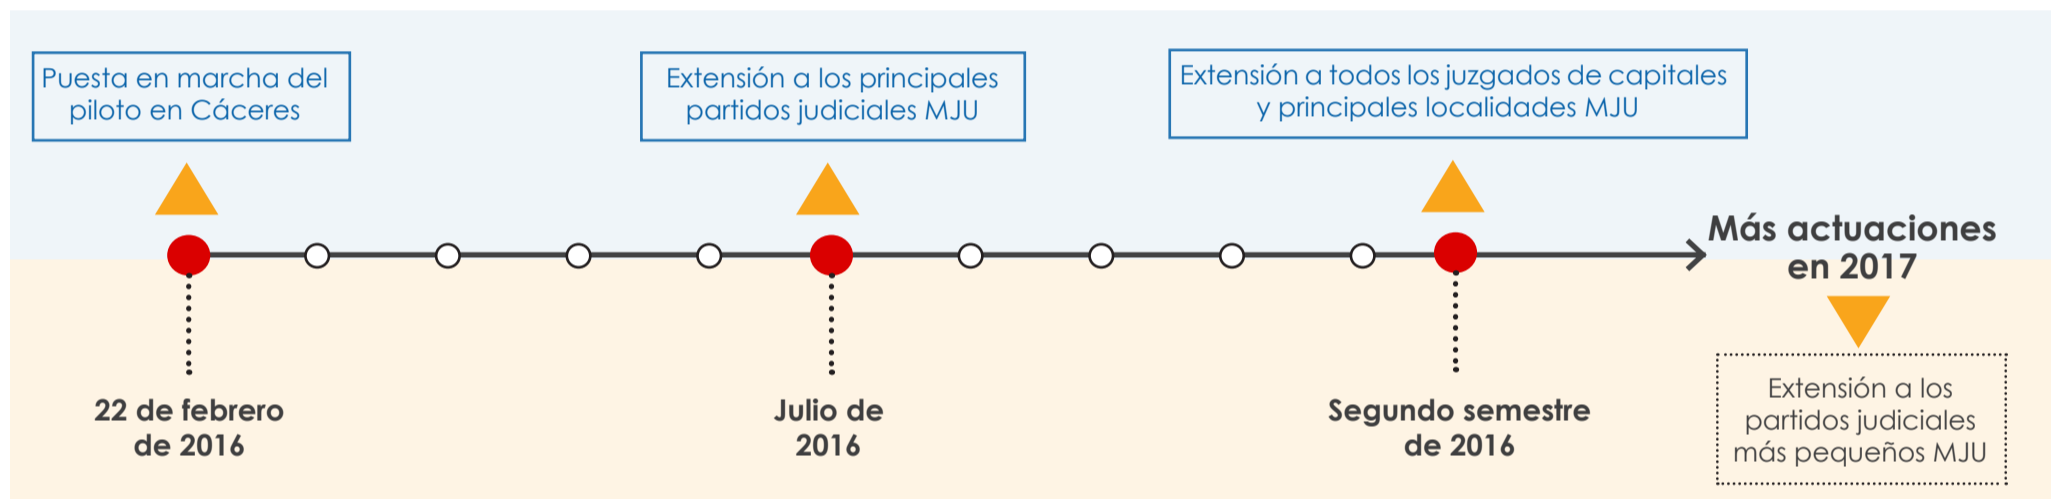 Puesta en marcha del
piloto en Cáceres
Extensión a los principales
partidos judiciales MJU
Extensión a todos los juzgados de capitales
y principales localidades MJU
Más actuaciones
en 2017
22 de febrero
de 2016
Julio de
2016
Segundo semestre
de 2016
Extensión a los
partidos judiciales
más pequeños MJU